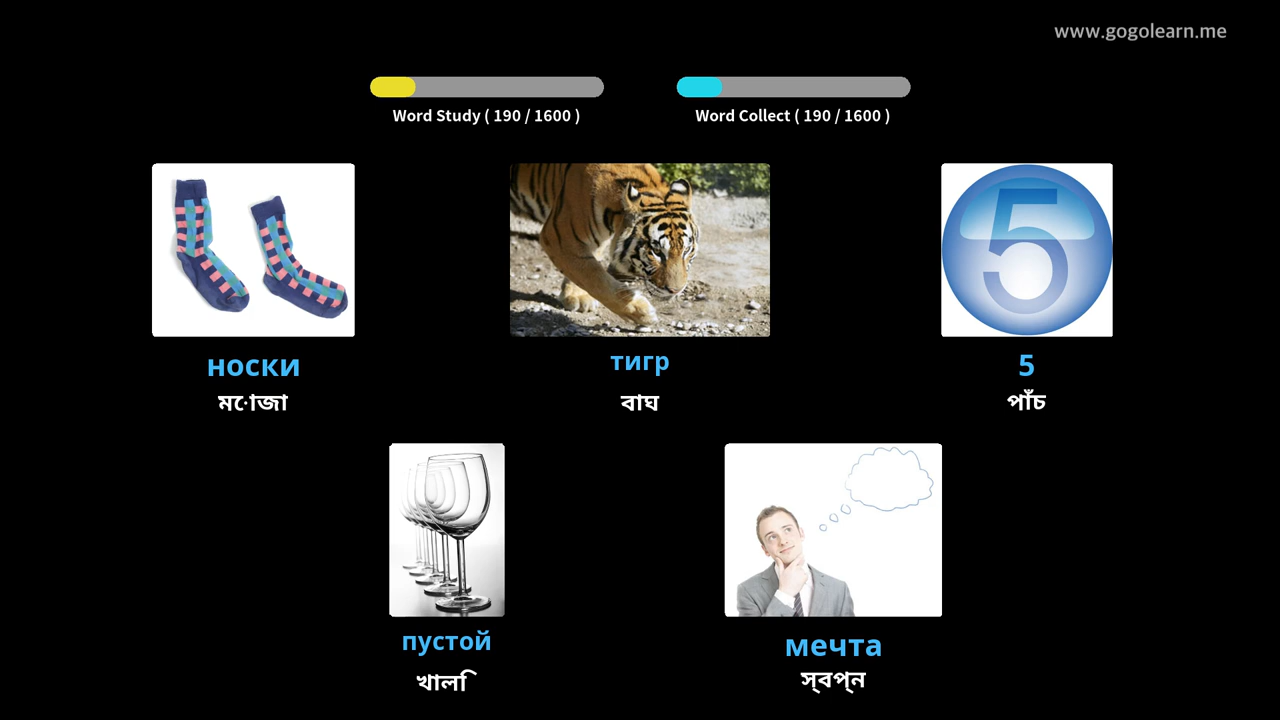 www.gogolearn.me
Word Study ( 190 / 1600 )
Word Collect ( 190 / 1600 )
5
носки
тигр
5
মোজা
বাঘ
পাঁচ
пустой
мечта
খালি
স্বপ্ন